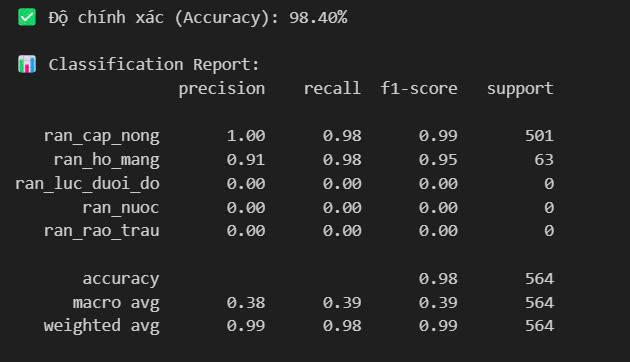 ✅ Độ chính xác (Accuracy): 98.40%
📊 Classification Report:
precision recall f1-score support
ran_cap_nong 1.00 0.98 0.99 501
ran_ho_mang 0.91 0.98 0.95 63
ran_luc_duoi_do 0.00 0.00 0.00 0
ran_nuoc 0.00 0.00 0.00 0
ran_rao_trau 0.00 0.00 0.00 0
accuracy 0.98 564
macro avg 0.38 0.39 0.39 564
weighted avg 0.99 0.98 0.99 564